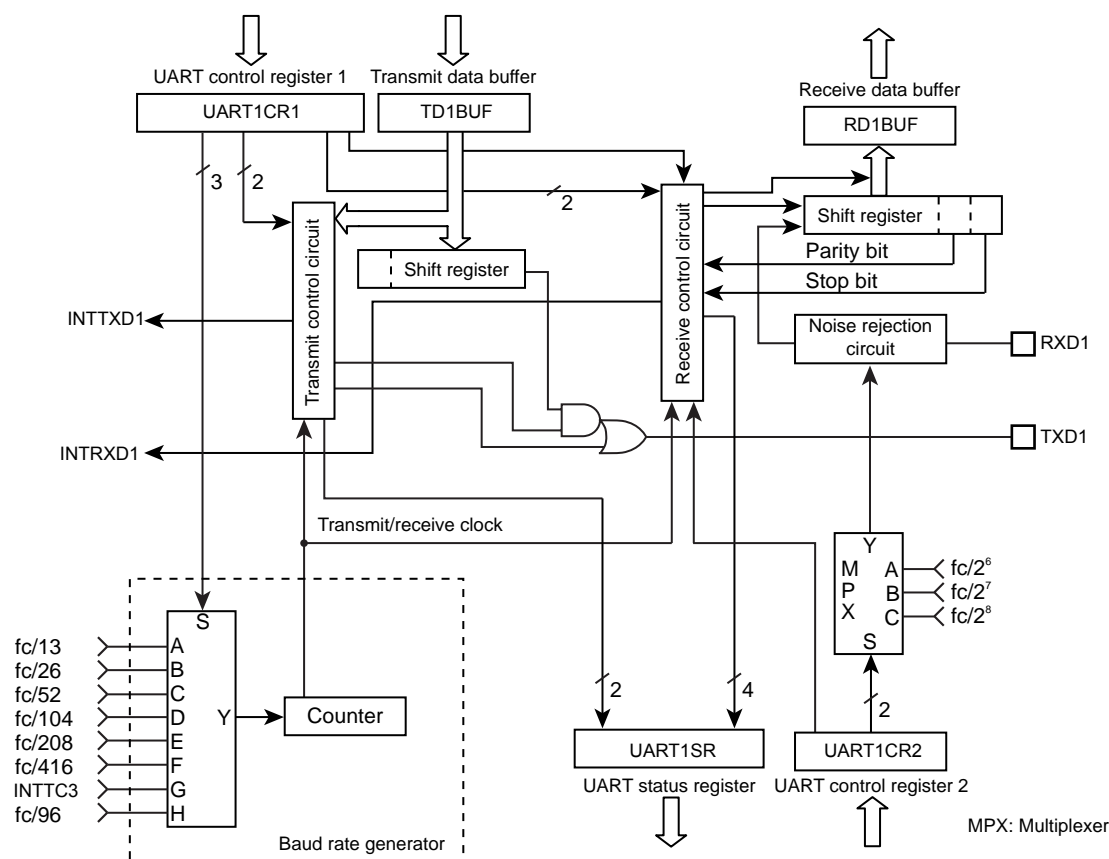 UART control register 1
Transmit data buffer
Receive data buffer
UART1CR1
TD1BUF
RD1BUF
3
2
2
Transmit control circuit
Receive control circuit
Shift register
Shift register
Parity bit
Stop bit
INTTXD1
Noise rejection
circuit
RXD1
INTRXD1
TXD1
Transmit/receive clock
Y
M
P
X
A
B
C
S
fc/2⁶
fc/2⁷
fc/2⁸
S
fc/13
A
fc/26
B
fc/52
C
fc/104
D
Y
Counter
fc/208
E
fc/416
F
INTTC3
G
fc/96
H
2
4
2
UART1SR
UART1CR2
UART status register
UART control register 2
MPX: Multiplexer
Baud rate generator